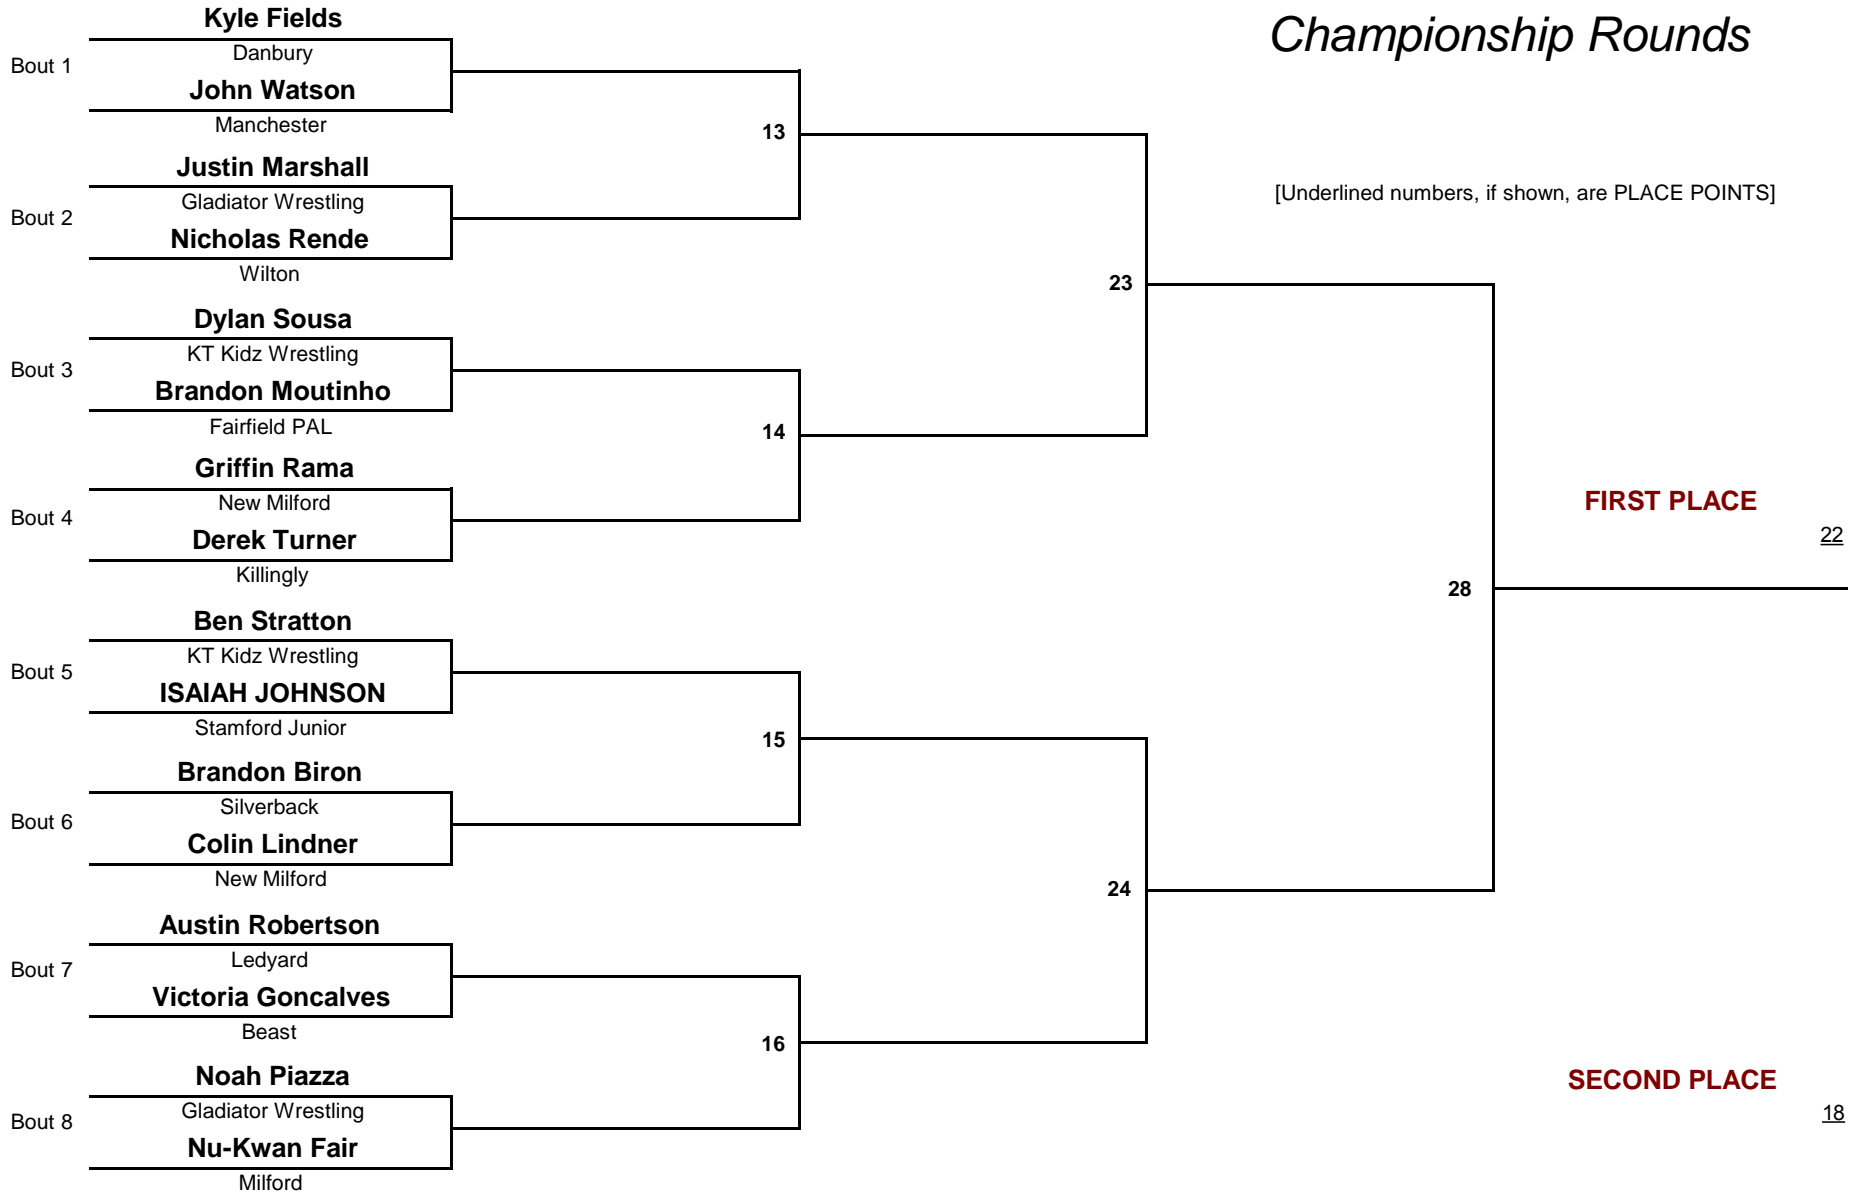 Championship Rounds
[Underlined numbers, if shown, are PLACE POINTS]
Kyle Fields
Bout 1
Danbury
John Watson
Manchester
13
Justin Marshall
Bout 2
Gladiator Wrestling
Nicholas Rende
Wilton
23
Dylan Sousa
Bout 3
KT Kidz Wrestling
Brandon Moutinho
Fairfield PAL
14
Griffin Rama
Bout 4
New Milford
Derek Turner
Killingly
FIRST PLACE
22
28
Ben Stratton
Bout 5
KT Kidz Wrestling
ISAIAH JOHNSON
Stamford Junior
15
Brandon Biron
Bout 6
Silverback
Colin Lindner
New Milford
24
Austin Robertson
Bout 7
Ledyard
Victoria Goncalves
Beast
16
Noah Piazza
Bout 8
Gladiator Wrestling
Nu-Kwan Fair
Milford
SECOND PLACE
18